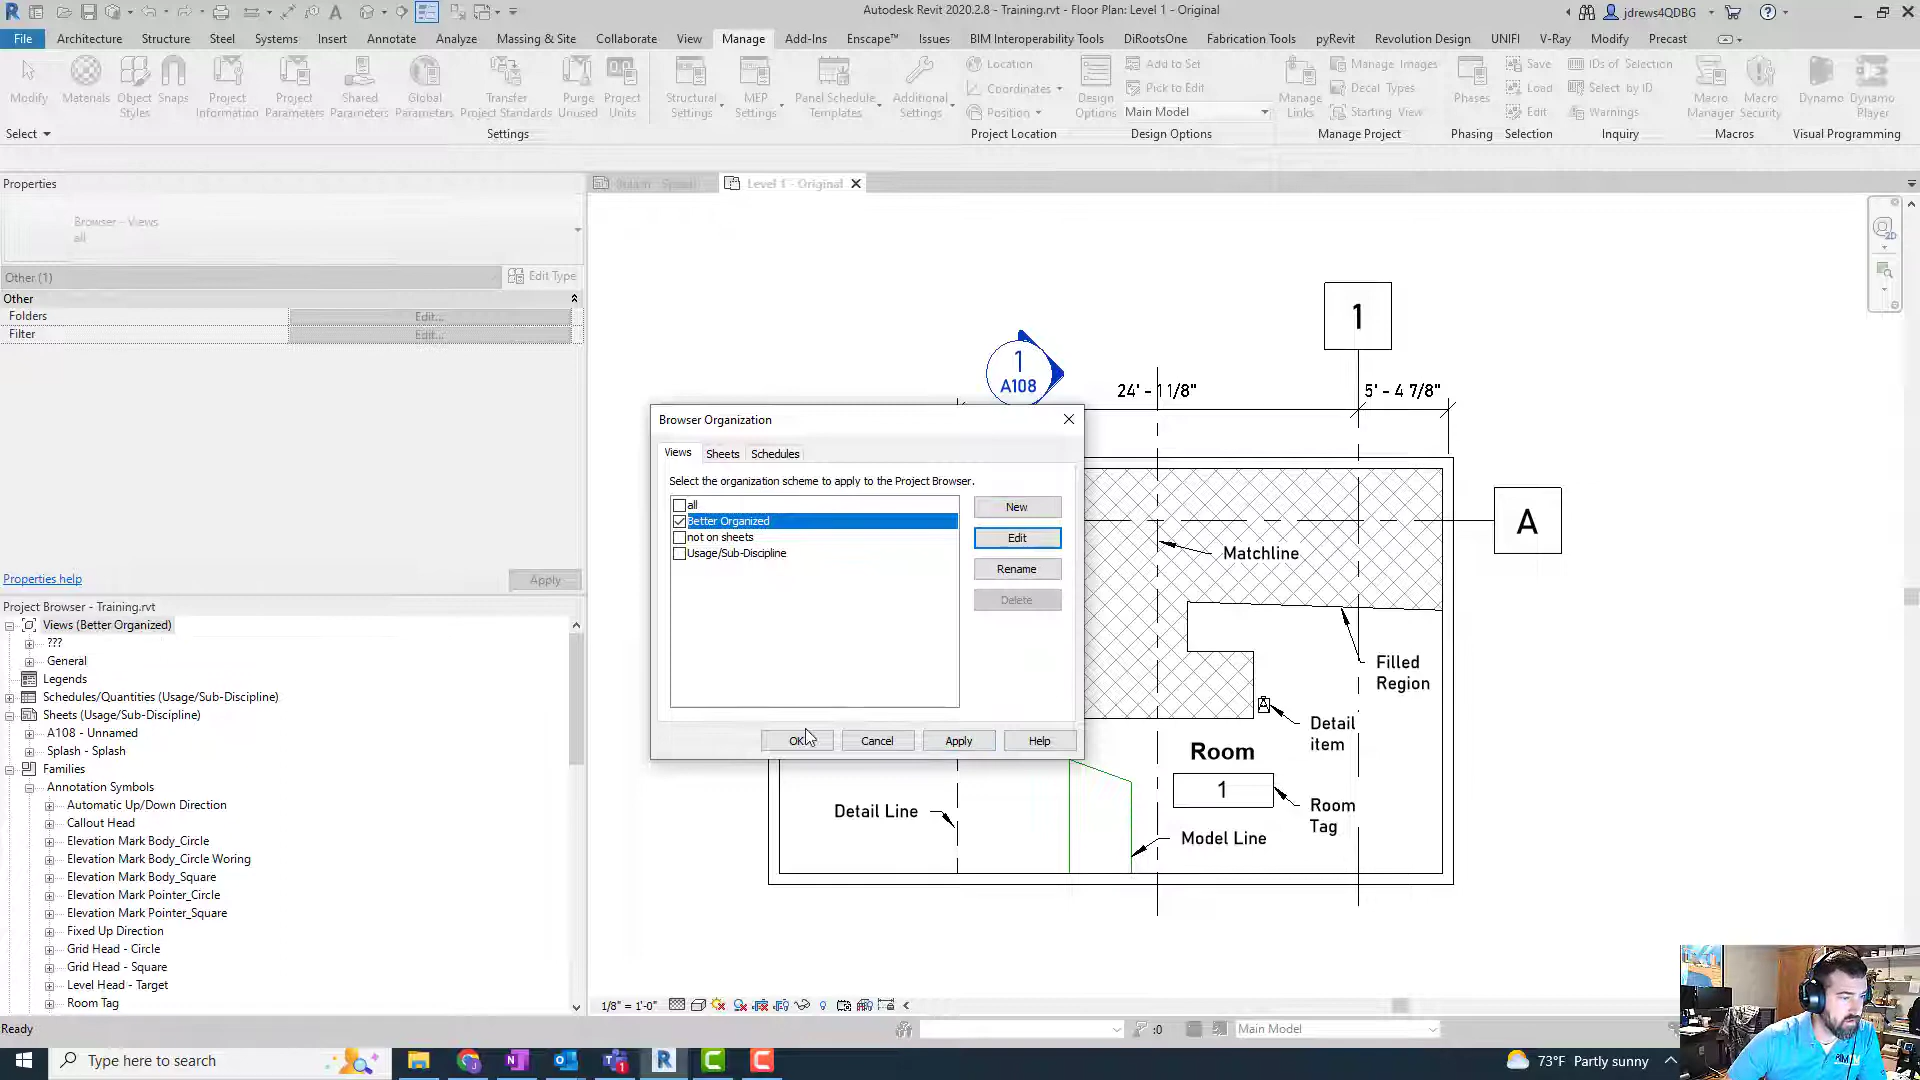 Autodesk Revit 2020.2.8 - Training.rvt - Floor Plan: Level 1 - Original
jdrews4QDBG
File Architecture Structure Steel Systems Insert Annotate Analyze Massing & Site Collaborate View Manage Add-Ins Enscape™ Issues BIM Interoperability Tools DiRootsOne Fabrication Tools pyRevit Revolution Design UNIFI V-Ray Modify Precast
Modify
Materials
Object Styles
Snaps
Project Information
Project Parameters
Shared Parameters
Global Parameters
Transfer Project Standards
Purge Unused
Project Units
Structural Settings
MEP Settings
Panel Schedule Templates
Additional Settings
Location
Coordinates
Position
Design Options
Add to Set
Pick to Edit
Main Model
Manage Links
Manage Images
Decal Types
Starting View
Phases
Save
Load
Edit
IDs of Selection
Select by ID
Warnings
Macro Manager
Macro Security
Dynamo
Dynamo Player
Select
Settings
Project Location
Design Options
Manage Project
Phasing
Selection
Inquiry
Macros
Visual Programming
Properties
Browser - Views
all
Other (1)
Edit Type
Other
Folders
Edit...
Filter
Edit...
Properties help
Apply
Project Browser - Training.rvt
Views (Better Organized)
???
General
Legends
Schedules/Quantities (Usage/Sub-Discipline)
Sheets (Usage/Sub-Discipline)
A108 - Unnamed
Splash - Splash
Families
Annotation Symbols
Automatic Up/Down Direction
Callout Head
Elevation Mark Body_Circle
Elevation Mark Body_Circle Woring
Elevation Mark Body_Square
Elevation Mark Pointer_Circle
Elevation Mark Pointer_Square
Fixed Up Direction
Grid Head - Circle
Grid Head - Square
Level Head - Target
Room Tag
Level 1 - Original
1
A108
24' - 1 1/8"
5' - 4 7/8"
1
A
Matchline
Filled
Region
Detail
item
Room
1
Room
Tag
Model Line
Detail Line
A
Browser Organization
Views Sheets Schedules
Select the organization scheme to apply to the Project Browser.
all
Better Organized
not on sheets
Usage/Sub-Discipline
New
Edit
Rename
Delete
OK Cancel Apply Help
2D
1/8" = 1'-0"
Ready
:0
Main Model
Type here to search
73°F Partly sunny